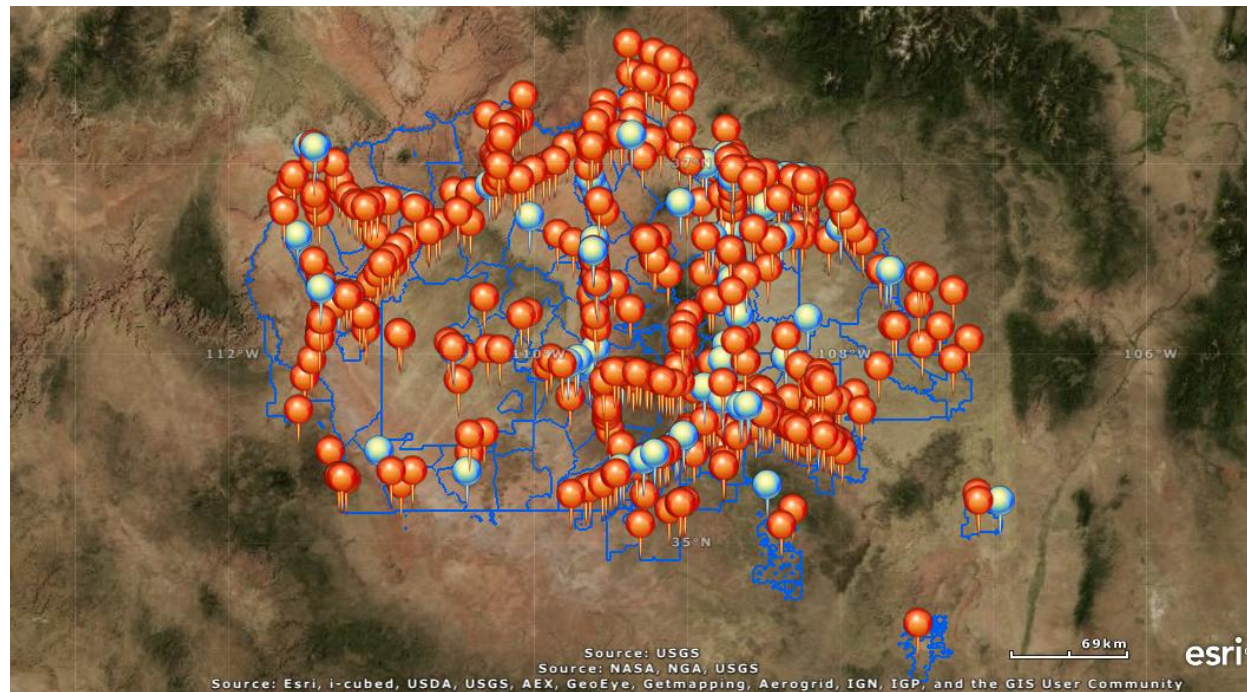 37°N
112°W
108°W
106°W
35°N
69km
esri
Source: USGS
Source: NASA, NGA, USGS
Source: Esri, i-cubed, USDA, USGS, AEX, GeoEye, Getmapping, Aerogrid, IGN, IGP, and the GIS User Community